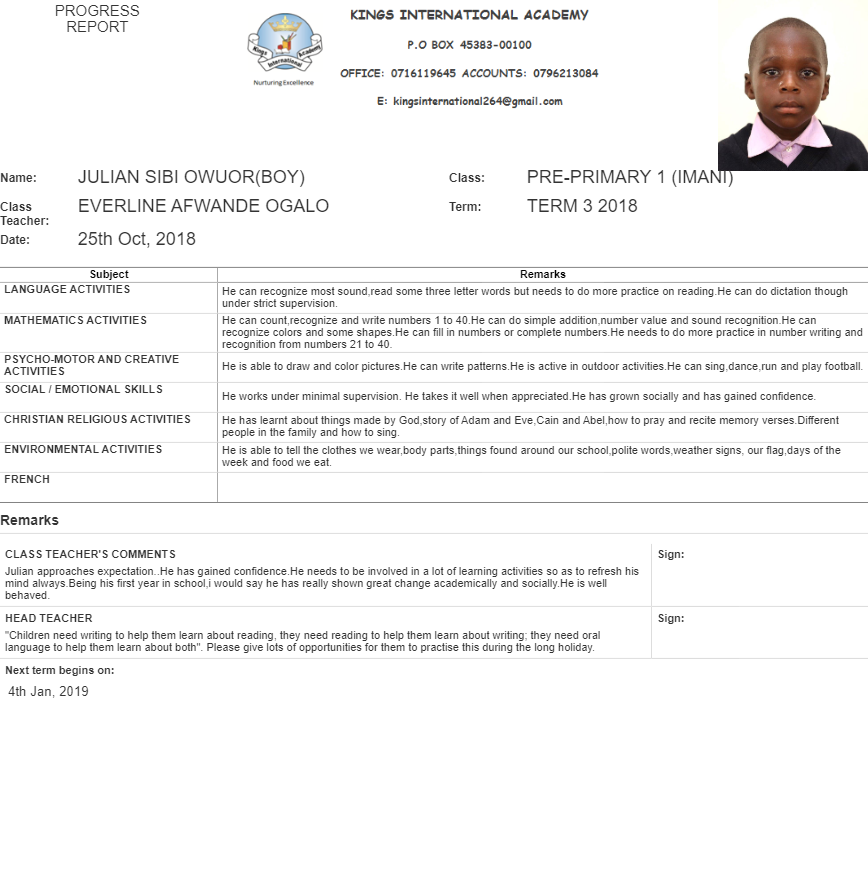 PROGRESS
REPORT
Kings Academy
International
Nurturing Excellence
KINGS INTERNATIONAL ACADEMY
P.O BOX 45383-00100
OFFICE: 0716119645 ACCOUNTS: 0796213084
E: kingsinternational264@gmail.com
Name: JULIAN SIBI OWUOR(BOY) Class: PRE-PRIMARY 1 (IMANI)
Class Teacher: EVERLINE AFWANDE OGALO Term: TERM 3 2018
Date: 25th Oct, 2018
Subject Remarks
LANGUAGE ACTIVITIES
He can recognize most sound,read some three letter words but needs to do more practice on reading.He can do dictation though
under strict supervision.
MATHEMATICS ACTIVITIES
He can count,recognize and write numbers 1 to 40.He can do simple addition,number value and sound recognition.He can
recognize colors and some shapes.He can fill in numbers or complete numbers.He needs to do more practice in number writing and
recognition from numbers 21 to 40.
PSYCHO-MOTOR AND CREATIVE
ACTIVITIES
He is able to draw and color pictures.He can write patterns.He is active in outdoor activities.He can sing,dance,run and play football.
SOCIAL / EMOTIONAL SKILLS
He works under minimal supervision. He takes it well when appreciated.He has grown socially and has gained confidence.
CHRISTIAN RELIGIOUS ACTIVITIES
He has learnt about things made by God,story of Adam and Eve,Cain and Abel,how to pray and recite memory verses.Different
people in the family and how to sing.
ENVIRONMENTAL ACTIVITIES
He is able to tell the clothes we wear,body parts,things found around our school,polite words,weather signs, our flag,days of the
week and food we eat.
FRENCH
Remarks
CLASS TEACHER'S COMMENTS
Julian approaches expectation..He has gained confidence.He needs to be involved in a lot of learning activities so as to refresh his
mind always.Being his first year in school,i would say he has really shown great change academically and socially.He is well
behaved.
Sign:
HEAD TEACHER
"Children need writing to help them learn about reading, they need reading to help them learn about writing; they need oral
language to help them learn about both". Please give lots of opportunities for them to practise this during the long holiday.
Sign:
Next term begins on:
4th Jan, 2019